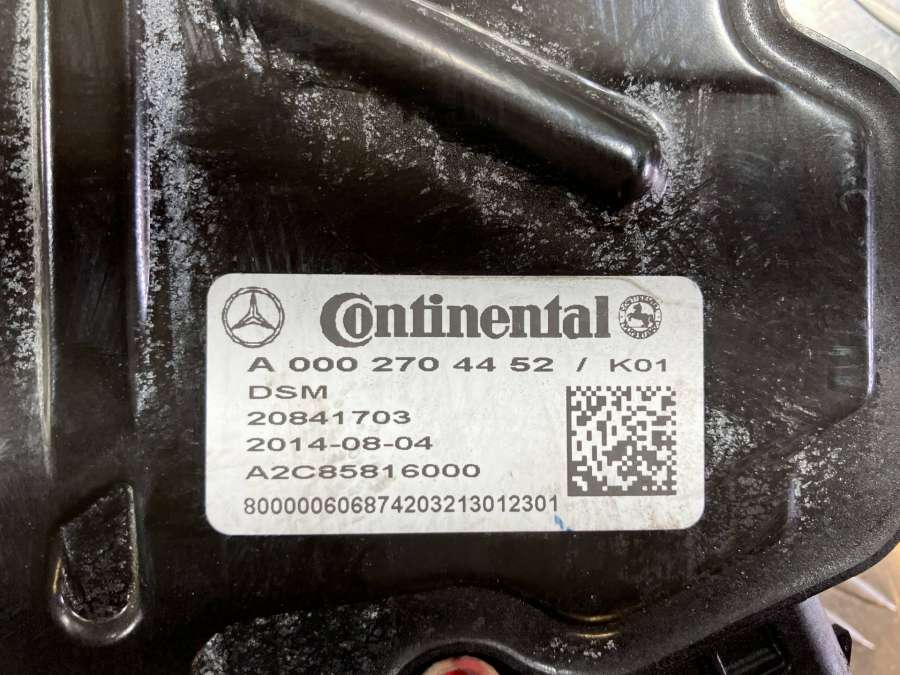 Continental
A 000 270 44 52 / K01
DSM
20841703
2014-08-04
A2C85816000
800000606874203213012301